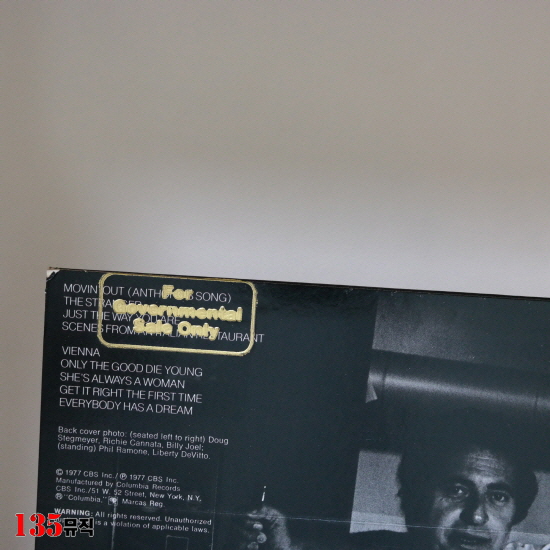 MOVIN' OUT (ANTHONY'S SONG)
THE STRANGER
JUST THE WAY YOU ARE
SCENES FROM AN ITALIAN RESTAURANT
For
Governmental
Sale Only
VIENNA
ONLY THE GOOD DIE YOUNG
SHE'S ALWAYS A WOMAN
GET IT RIGHT THE FIRST TIME
EVERYBODY HAS A DREAM
Back cover photo: (seated left to right) Doug
Stegmeyer, Richie Cannata, Billy Joel;
(standing) Phil Ramone, Liberty DeVitto.
© 1977 CBS Inc./℗ 1977 CBS Inc.
Manufactured by Columbia Records
CBS Inc./51 W. 52 Street, New York, N.Y.
® "Columbia," Marcas Reg.
WARNING: All rights reserved. Unauthorized
is a violation of applicable laws.
135뮤직